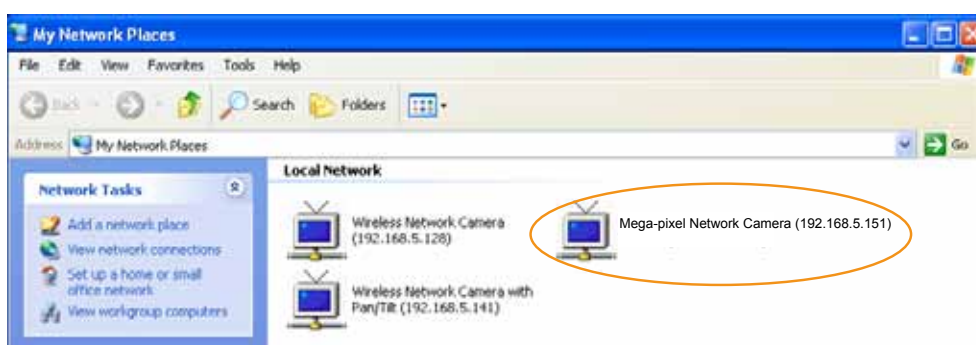 My Network Places
File Edit View Favorites Tools Help
Back Search Folders
Address My Network Places Go
Network Tasks
Add a network place
View network connections
Set up a home or small
office network
View workgroup computers
Local Network
Wireless Network Camera
(192.168.5.128)
Mega-pixel Network Camera (192.168.5.151)
Wireless Network Camera with
Pan/Tilt (192.168.5.141)